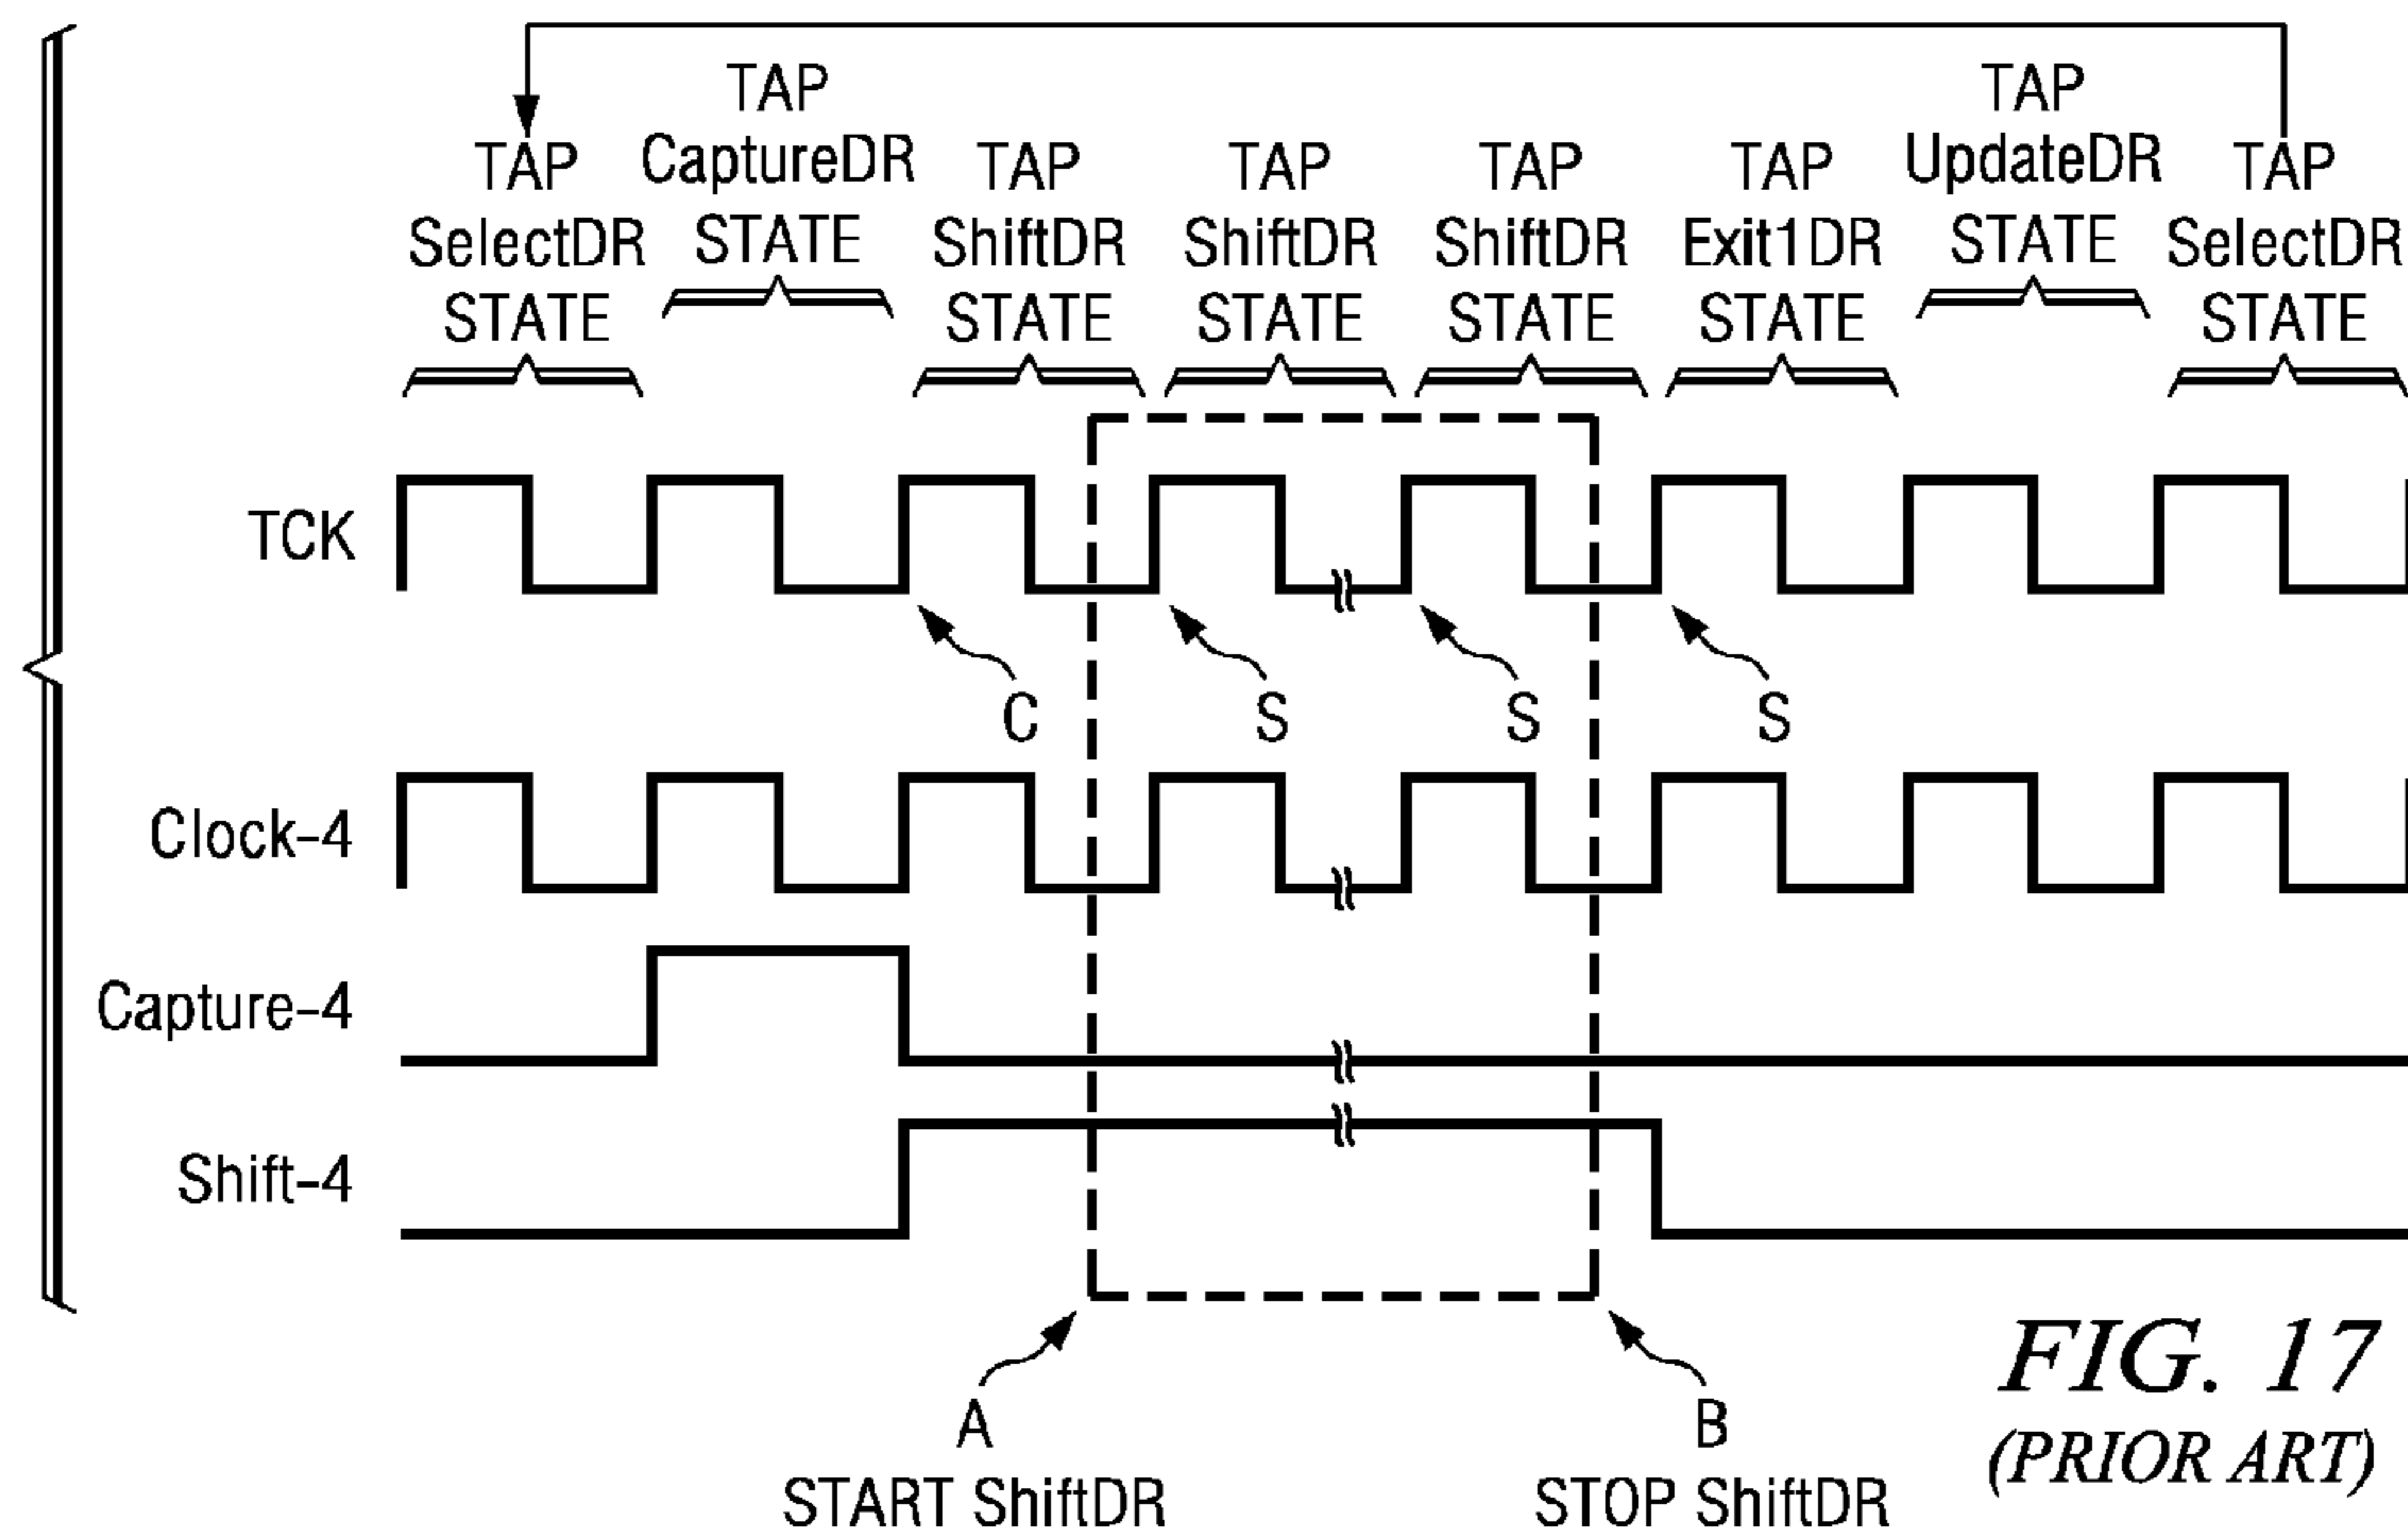 TAP
SelectDR
STATE
TAP
CaptureDR
STATE
TAP
ShiftDR
STATE
TAP
ShiftDR
STATE
TAP
ShiftDR
STATE
TAP
Exit1DR
STATE
TAP
UpdateDR
STATE
TAP
SelectDR
STATE
TCK
C
S
S
S
Clock-4
Capture-4
Shift-4
A
START ShiftDR
B
STOP ShiftDR
FIG. 17
(PRIOR ART)